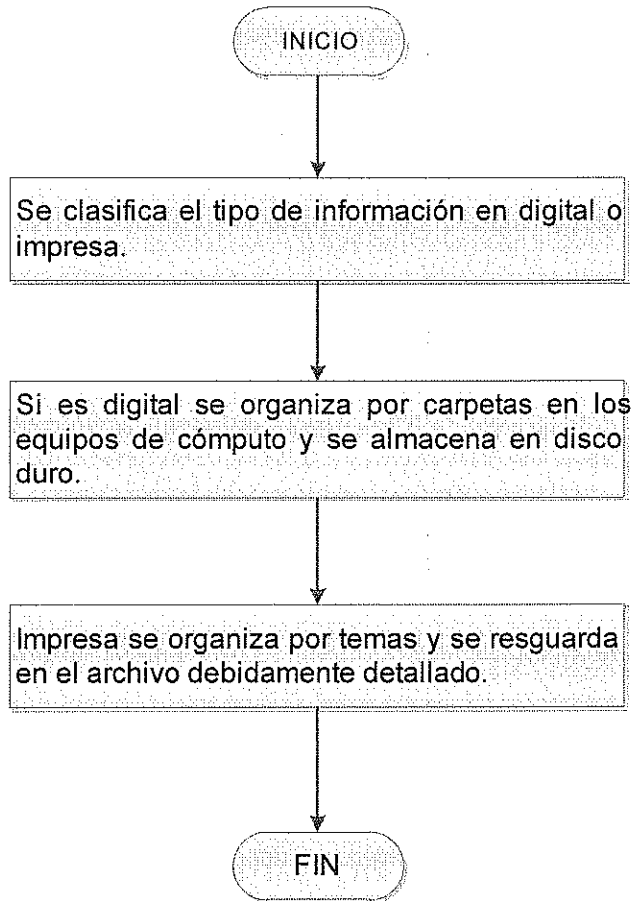 INICIO
Se clasifica el tipo de información en digital o
impresa.
Si es digital se organiza por carpetas en los
equipos de cómputo y se almacena en disco
duro.
Impresa se organiza por temas y se resguarda
en el archivo debidamente detallado.
FIN